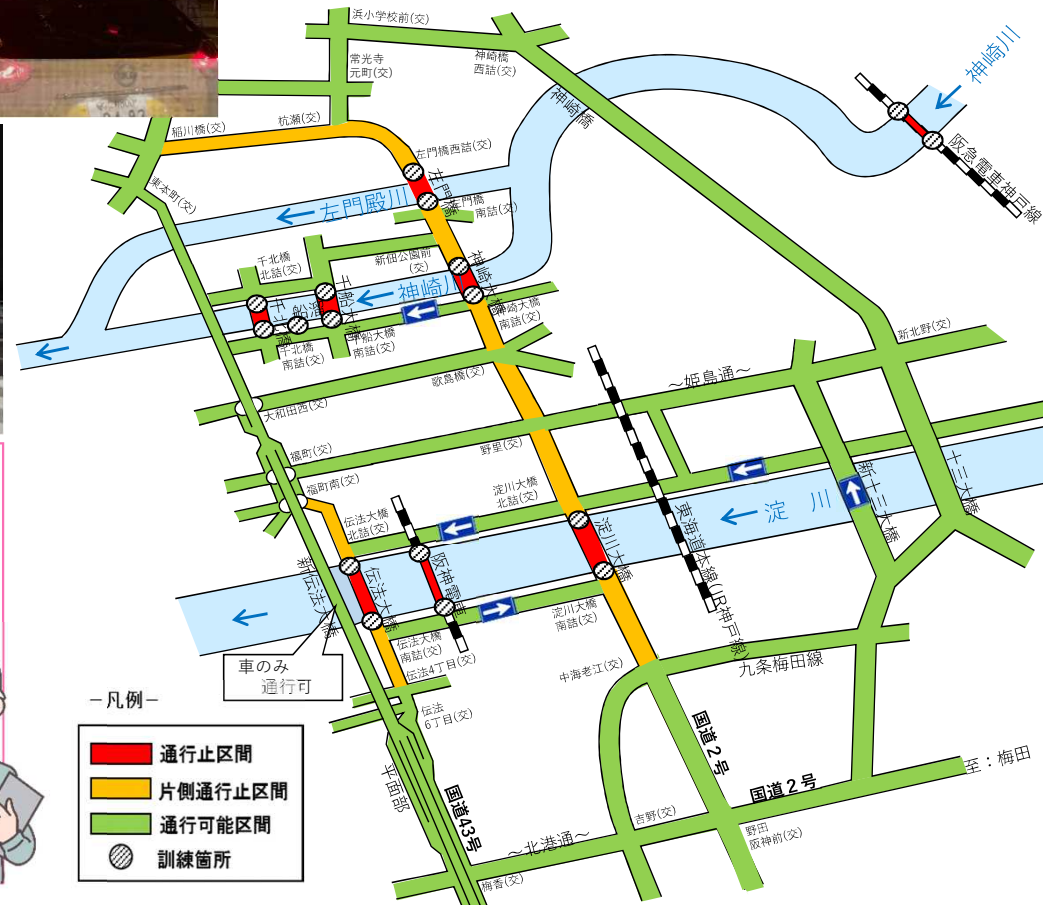 浜小学校前(交)
神崎橋
西詰(交)
常光寺
元町(交)
神崎川
神崎橋
稲川橋(交)
杭瀬(交)
左門橋西詰(交)
阪急電車神戸線
東本町(交)
左門殿川
左門橋
左門橋
南詰(交)
千北橋
北詰(交)
新佃公園前
(交)
神崎川
神崎大橋
神崎大橋
南詰(交)
千北橋
千船大橋
千北橋
南詰(交)
千船大橋
南詰(交)
新北野(交)
歌島橋(交)
~姫島通~
大和田西(交)
野里(交)
福町(交)
福町南(交)
淀川大橋
北詰(交)
伝法大橋
北詰(交)
淀川
新十三大橋
十三大橋
東海道本線(JR神戸線)
淀川大橋
阪神電車
伝法大橋
新伝法大橋
淀川大橋
南詰(交)
伝法大橋
南詰(交)
車のみ
通行可
伝法4丁目(交)
中海老江(交)
九条梅田線
伝法
6丁目(交)
国道2号
国道2号
至:梅田
平面部
国道43号
~北港通~
吉野(交)
野田
阪神前(交)
梅香(交)
-凡例-
通行止区間
片側通行止区間
通行可能区間
訓練箇所